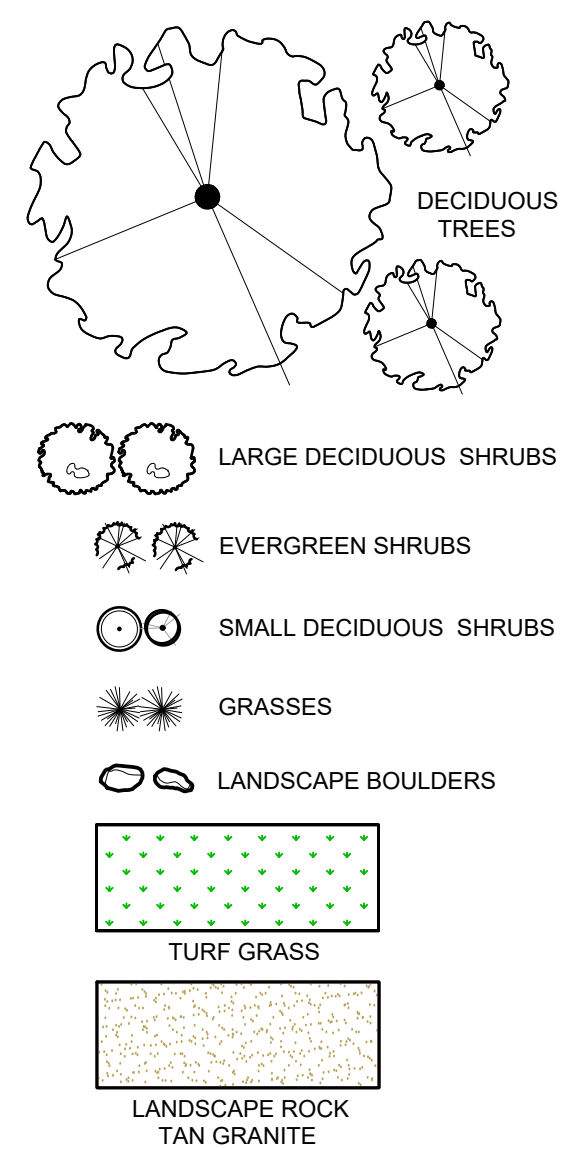 DECIDUOUS
TREES
LARGE DECIDUOUS SHRUBS
EVERGREEN SHRUBS
SMALL DECIDUOUS SHRUBS
GRASSES
LANDSCAPE BOULDERS
TURF GRASS
LANDSCAPE ROCK
TAN GRANITE